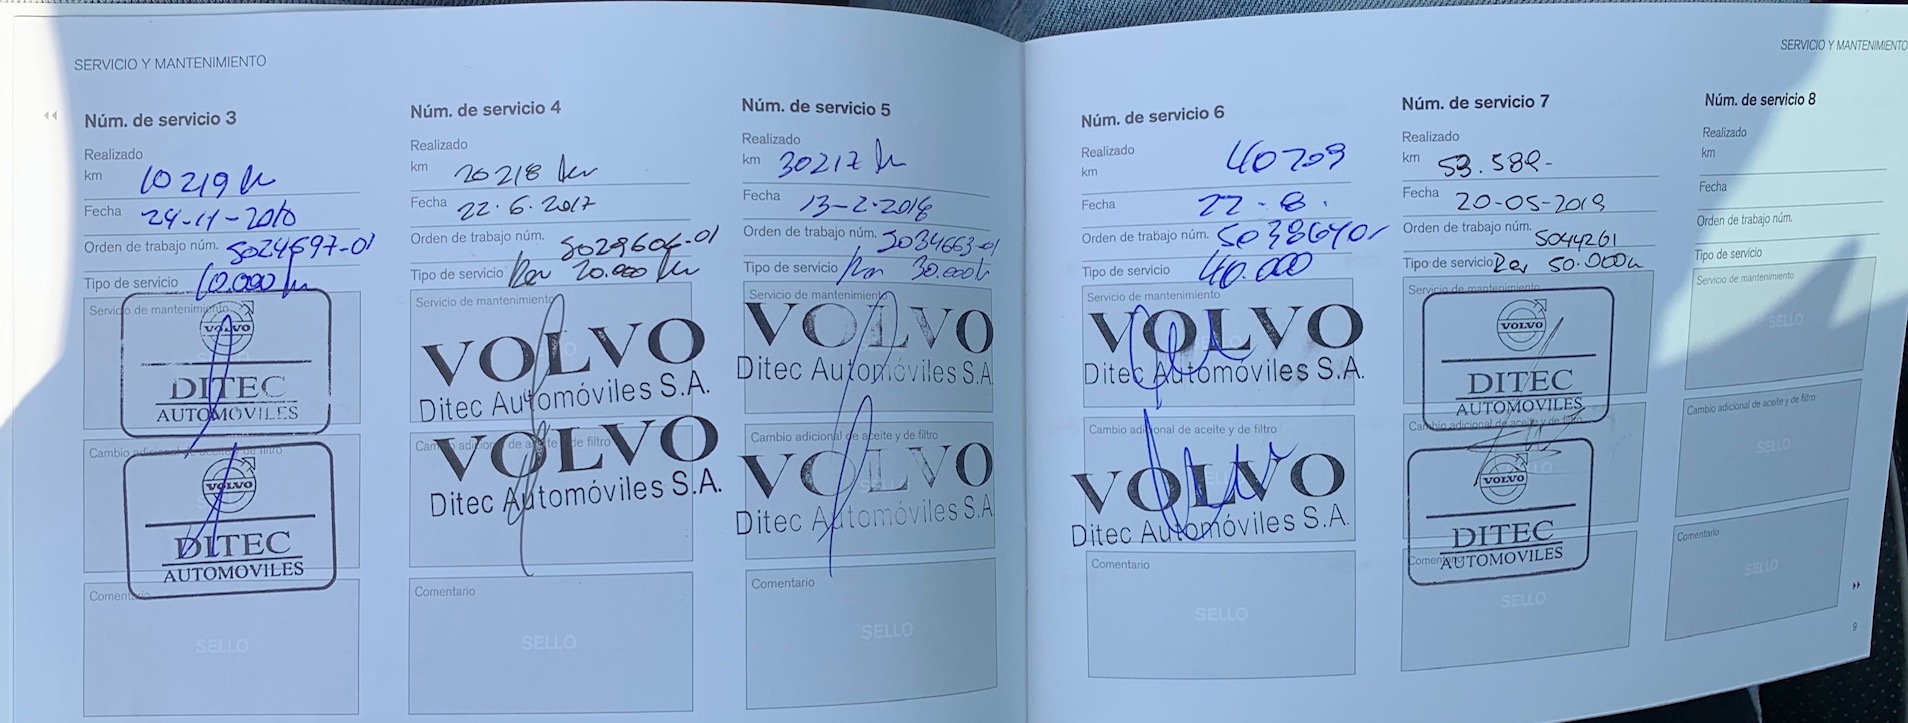 SERVICIO Y MANTENIMIENTO
Núm. de servicio 3
Realizado
km 10219 km
Fecha 24-11-2010
Orden de trabajo núm. 5024697-01
Tipo de servicio 10.000 km
Servicio de mantenimiento
VOLVO
DITEC
AUTOMOVILES
Cambio adicional de aceite y de filtro
VOLVO
DITEC
AUTOMOVILES
Comentario
SELLO
Núm. de servicio 4
Realizado
km 20218 km
Fecha 22.6.2017
Orden de trabajo núm. 5029604-01
Tipo de servicio Rev 20.000 km
Servicio de mantenimiento
VOLVO
Ditec Automóviles S.A.
Cambio adicional de aceite y de filtro
VOLVO
Ditec Automóviles S.A.
Comentario
SELLO
Núm. de servicio 5
Realizado
km 30217 km
Fecha 13-2-2018
Orden de trabajo núm. 5034663-01
Tipo de servicio Rev 30.000 k
Servicio de mantenimiento
VOLVO
Ditec Automóviles S.A.
Cambio adicional de aceite y de filtro
VOLVO
Ditec Automóviles S.A.
Comentario
SELLO
SERVICIO Y MANTENIMIENTO
Núm. de servicio 6
Realizado
km 40709
Fecha 22-8.
Orden de trabajo núm.
Tipo de servicio 40.000
Servicio de mantenimiento
VOLVO
Ditec Automóviles S.A.
Cambio adicional de aceite y de filtro
VOLVO
Ditec Automóviles S.A.
Comentario
SELLO
Núm. de servicio 7
Realizado
km
Fecha 20-05-2019
Orden de trabajo núm. 5044261
Tipo de servicio Rev 50.000 k
Servicio de mantenimiento
VOLVO
DITEC
AUTOMOVILES
Cambio adicional de aceite y de filtro
VOLVO
DITEC
AUTOMOVILES
Comentario
SELLO
Núm. de servicio 8
Realizado
km
Fecha
Orden de trabajo núm.
Tipo de servicio
Servicio de mantenimiento
SELLO
Cambio adicional de aceite y de filtro
SELLO
Comentario
SELLO
9